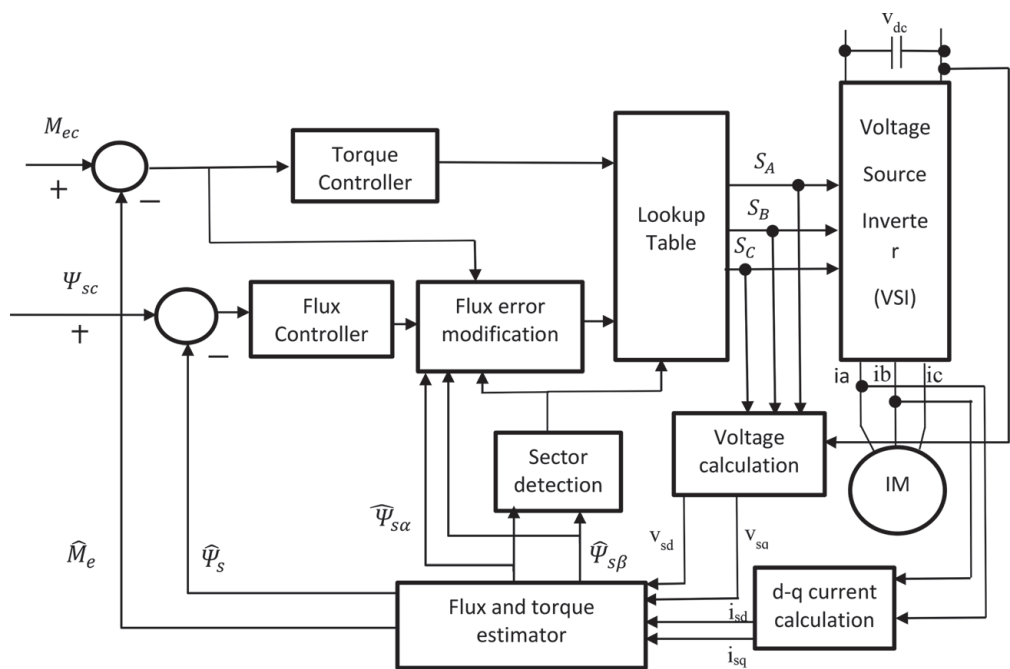 v_dc
M_ec
+
−
Torque
Controller
Lookup
Table
S_A
S_B
S_C
Voltage
Source
Inverte
r
(VSI)
Ψ_sc
+
−
Flux
Controller
Flux error
modification
ia
ib
ic
IM
Voltage
calculation
Sector
detection
Ψ̂_sα
Ψ̂_sβ
M̂_e
Ψ̂_s
v_sd
v_sq
Flux and torque
estimator
i_sd
i_sq
d-q current
calculation